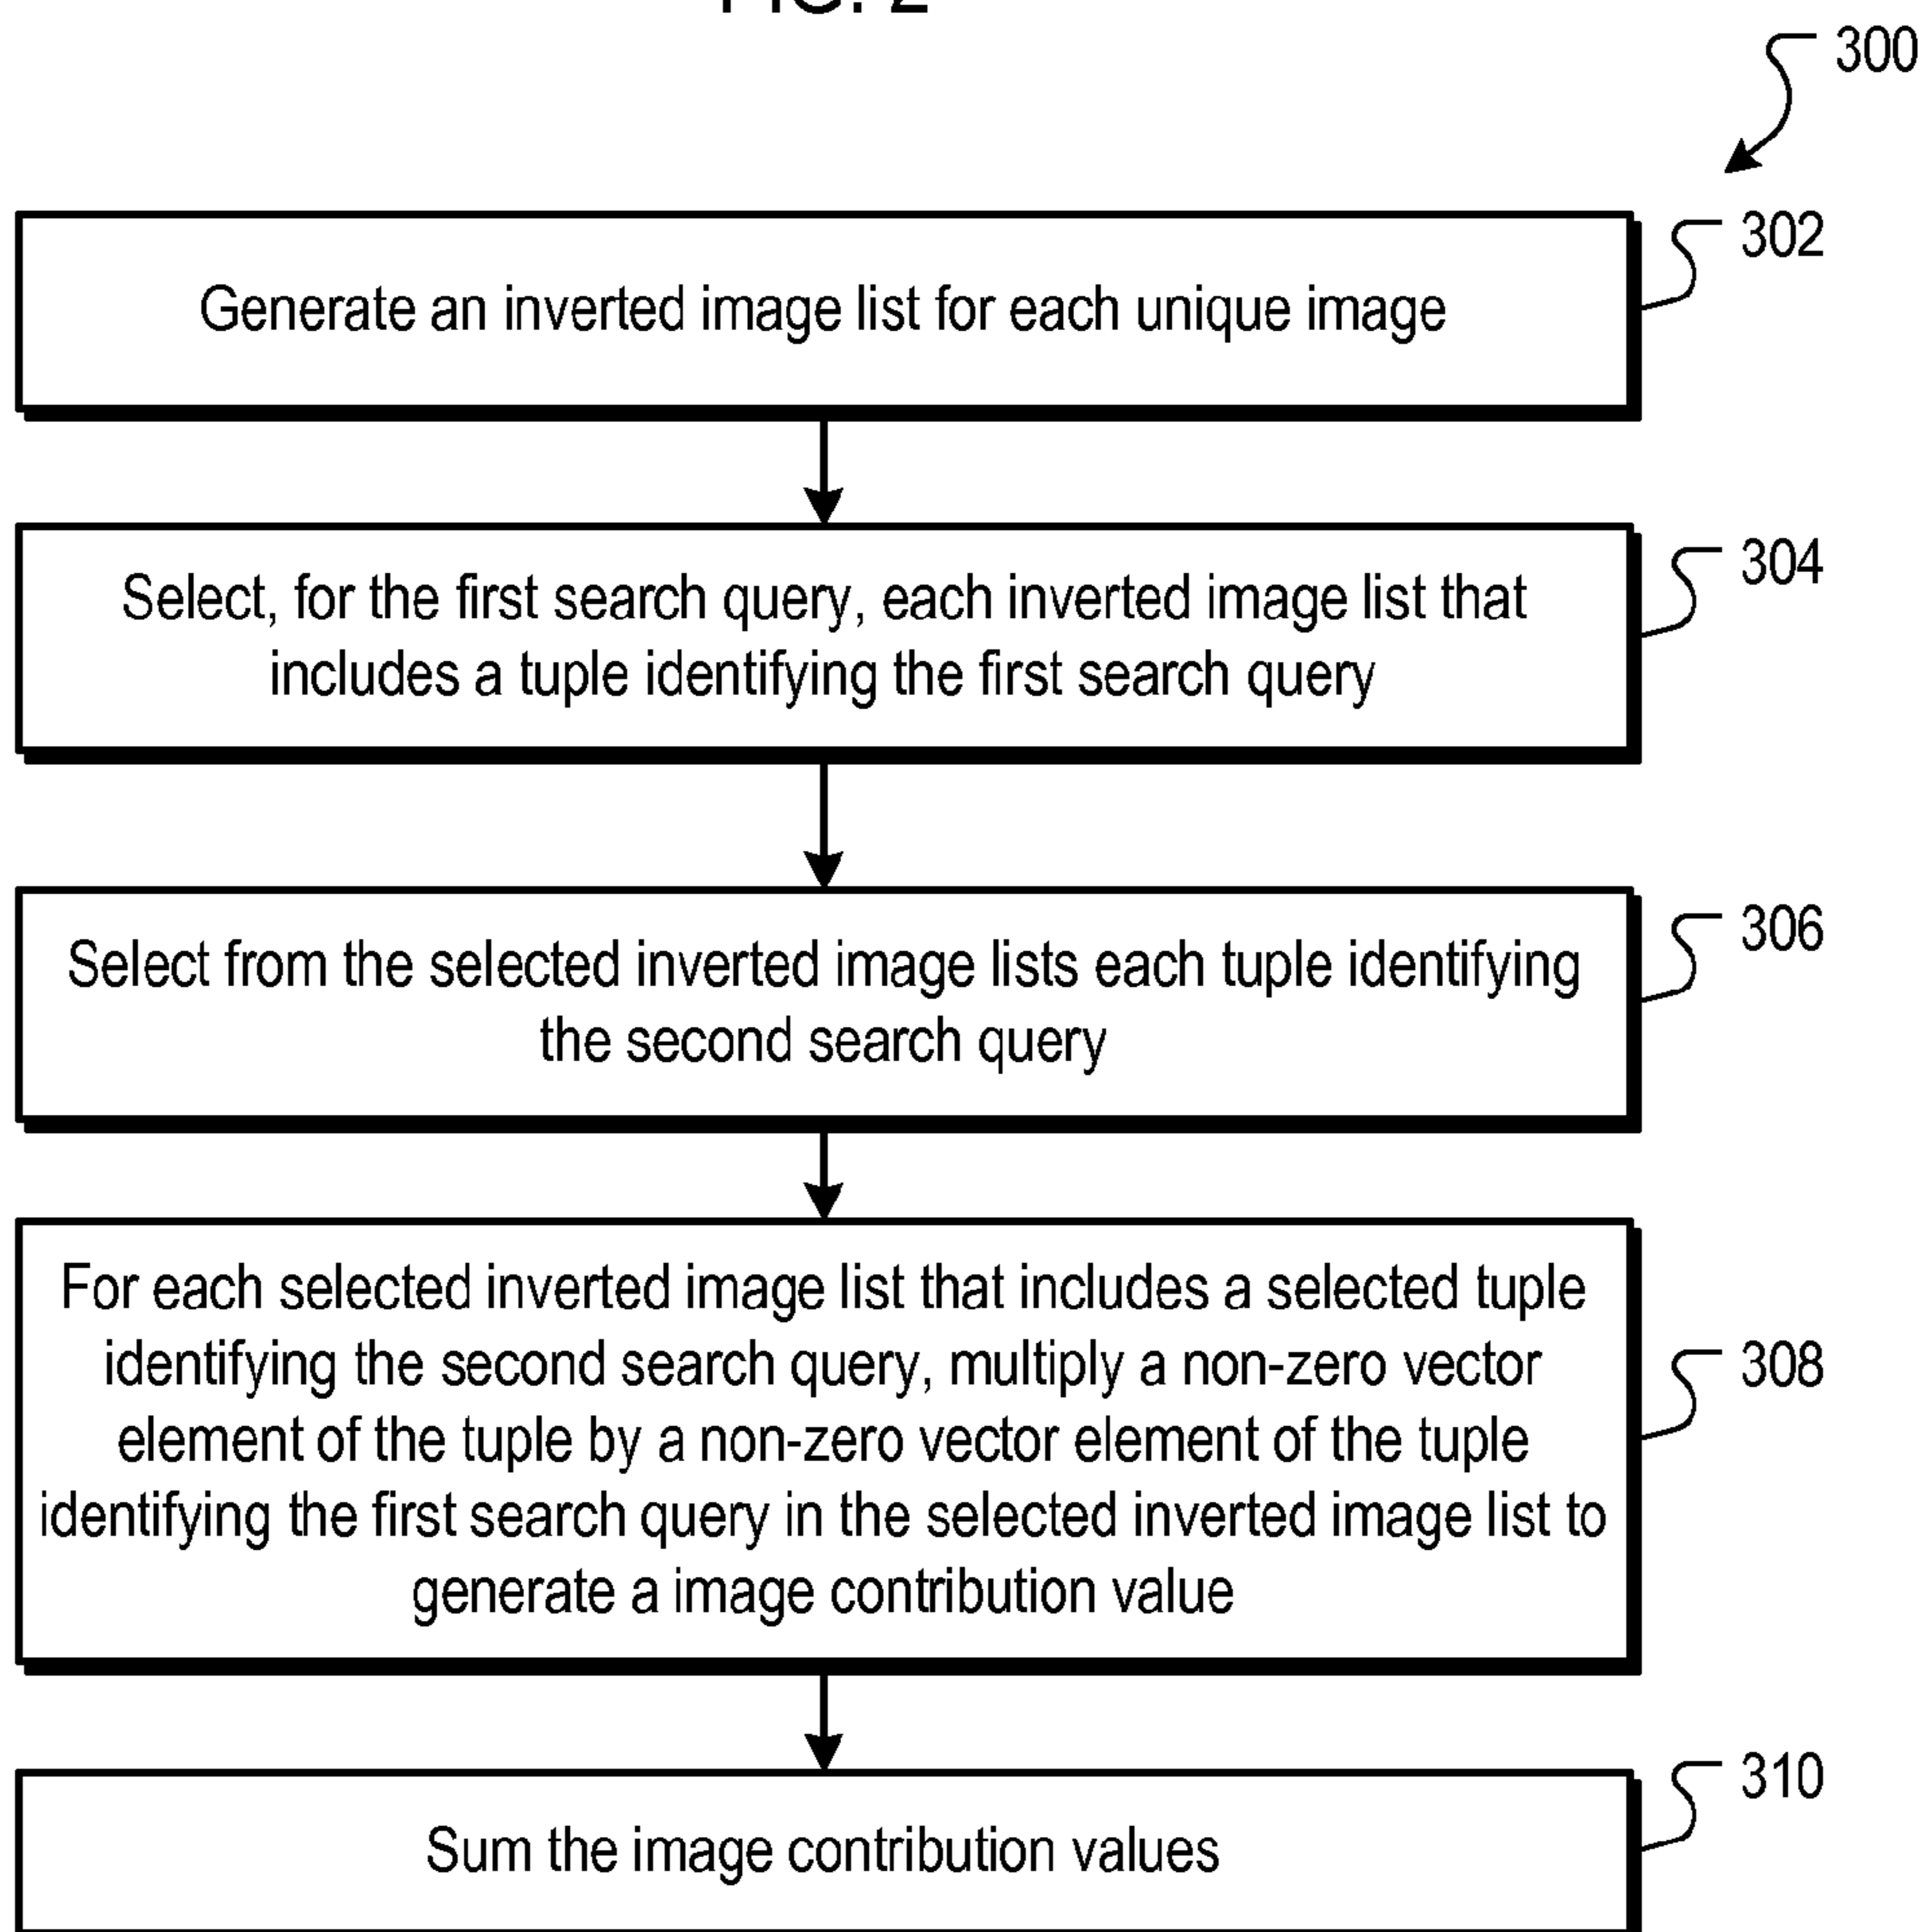 FIG. 2
300
302
Generate an inverted image list for each unique image
304
Select, for the first search query, each inverted image list that
includes a tuple identifying the first search query
306
Select from the selected inverted image lists each tuple identifying
the second search query
For each selected inverted image list that includes a selected tuple
identifying the second search query, multiply a non-zero vector
308
element of the tuple by a non-zero vector element of the tuple
identifying the first search query in the selected inverted image list to
generate a image contribution value
310
Sum the image contribution values